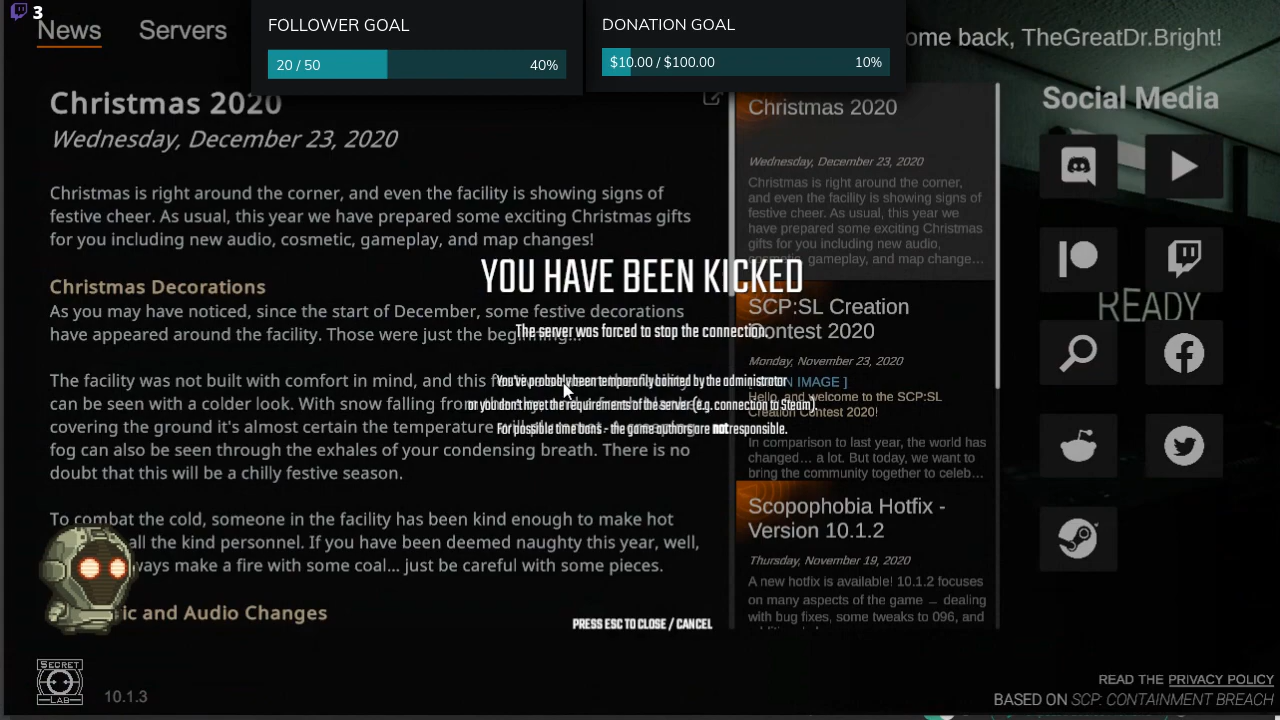 3
News
Servers
FOLLOWER GOAL
20 / 50
40%
DONATION GOAL
$10.00 / $100.00
10%
ome back, TheGreatDr.Bright!
Christmas 2020
Wednesday, December 23, 2020
Christmas is right around the corner, and even the facility is showing signs of
festive cheer. As usual, this year we have prepared some exciting Christmas gifts
for you including new audio, cosmetic, gameplay, and map changes!
Christmas Decorations
As you may have noticed, since the start of December, some festive decorations
have appeared around the facility. Those were just the beginning...
The facility was not built with comfort in mind, and this
can be seen with a colder look. With snow falling from
covering the ground it's almost certain the temperature
fog can also be seen through the exhales of your condensing breath. There is no
doubt that this will be a chilly festive season.
To combat the cold, someone in the facility has been kind enough to make hot
all the kind personnel. If you have been deemed naughty this year, well,
ways make a fire with some coal... just be careful with some pieces.
ic and Audio Changes
YOU HAVE BEEN KICKED
The server was forced to stop the connection.
You've probably been temporarily banned by the administrator
or you don't meet the requirements of the server (e.g. connection to Steam).
For possible time bans - the game authors are not responsible.
PRESS ESC TO CLOSE / CANCEL
Christmas 2020
Wednesday, December 23, 2020
Christmas is right around the corner,
and even the facility is showing signs of
festive cheer. As usual, this year we
have prepared some exciting Christmas
gifts for you including new audio,
cosmetic, gameplay, and map change...
SCP:SL Creation
Contest 2020
Monday, November 23, 2020
N IMAGE ]
Hello, and welcome to the SCP:SL
Creation Contest 2020!
In comparison to last year, the world has
changed... a lot. But today, we want to
bring the community together to celeb...
Scopophobia Hotfix -
Version 10.1.2
Thursday, November 19, 2020
A new hotfix is available! 10.1.2 focuses
on many aspects of the game – dealing
with bug fixes, some tweaks to 096, and
Social Media
READY
SECRET
LAB
10.1.3
READ THE PRIVACY POLICY
BASED ON SCP: CONTAINMENT BREACH